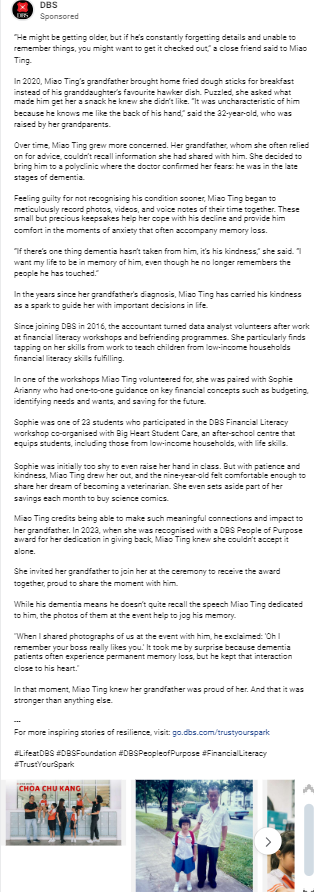 DBS
Sponsored
"He might be getting older, but if he's constantly forgetting details and unable to
remember things, you might want to get it checked out," a close friend said to Miao
Ting.
In 2020, Miao Ting's grandfather brought home fried dough sticks for breakfast
instead of his granddaughter's favourite hawker dish. Puzzled, she asked what
made him get her a snack he knew she didn't like. "It was uncharacteristic of him
because he knows me like the back of his hand," said the 32-year-old, who was
raised by her grandparents.
Over time, Miao Ting grew more concerned. Her grandfather, whom she often relied
on for advice, couldn't recall information she had shared with him. She decided to
bring him to a polyclinic where the doctor confirmed her fears: he was in the late
stages of dementia.
Feeling guilty for not recognising his condition sooner, Miao Ting began to
meticulously record photos, videos, and voice notes of their time together. These
small but precious keepsakes help her cope with his decline and provide him
comfort in the moments of anxiety that often accompany memory loss.
"If there's one thing dementia hasn't taken from him, it's his kindness," she said. "I
want my life to be in memory of him, even though he no longer remembers the
people he has touched."
In the years since her grandfather's diagnosis, Miao Ting has carried his kindness
as a spark to guide her with important decisions in life.
Since joining DBS in 2016, the accountant turned data analyst volunteers after work
at financial literacy workshops and befriending programmes. She particularly finds
tapping on her skills from work to teach children from low-income households
financial literacy skills fulfilling.
In one of the workshops Miao Ting volunteered for, she was paired with Sophie
Arianny who had one-to-one guidance on key financial concepts such as budgeting,
identifying needs and wants, and saving for the future.
Sophie was one of 23 students who participated in the DBS Financial Literacy
workshop co-organised with Big Heart Student Care, an after-school centre that
equips students, including those from low-income households, with life skills.
Sophie was initially too shy to even raise her hand in class. But with patience and
kindness, Miao Ting drew her out, and the nine-year-old felt comfortable enough to
share her dream of becoming a veterinarian. She even sets aside part of her
savings each month to buy science comics.
Miao Ting credits being able to make such meaningful connections and impact to
her grandfather. In 2023, when she was recognised with a DBS People of Purpose
award for her dedication in giving back, Miao Ting knew she couldn't accept it
alone.
She invited her grandfather to join her at the ceremony to receive the award
together, proud to share the moment with him.
While his dementia means he doesn't quite recall the speech Miao Ting dedicated
to him, the photos of them at the event help to jog his memory.
"When I shared photographs of us at the event with him, he exclaimed: 'Oh I
remember your boss really likes you.' It took me by surprise because dementia
patients often experience permanent memory loss, but he kept that interaction
close to his heart."
In that moment, Miao Ting knew her grandfather was proud of her. And that it was
stronger than anything else.
---
For more inspiring stories of resilience, visit: go.dbs.com/trustyourspark
#LifeatDBS #DBSFoundation #DBSPeopleofPurpose #FinancialLiteracy
#TrustYourSpark
CHOA CHU KANG